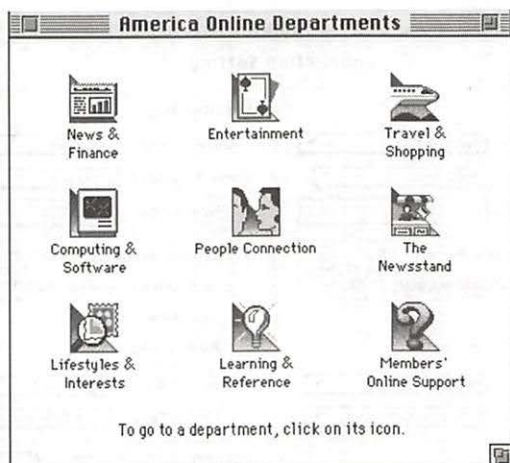 America Online Departments
News &
Finance
Entertainment
Travel &
Shopping
Computing &
Software
People Connection
The
Newsstand
Lifestyles &
Interests
Learning &
Reference
Members'
Online Support
To go to a department, click on its icon.